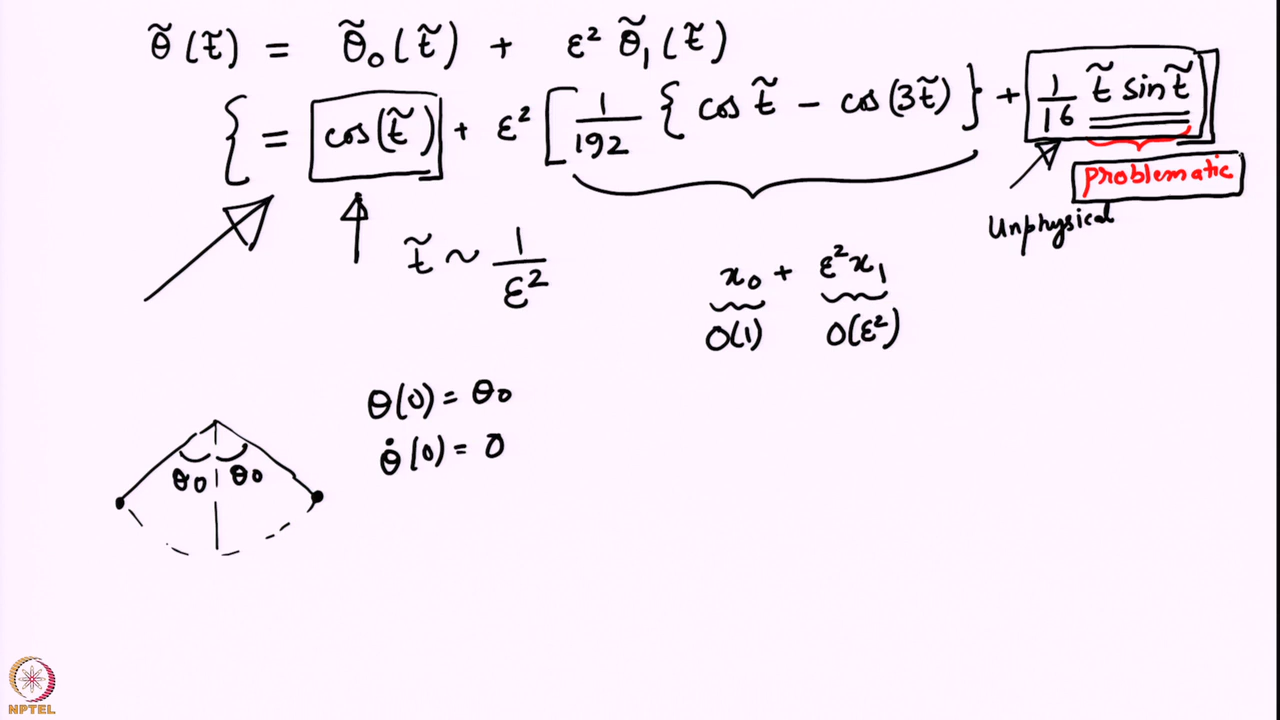 θ̃(t̃) = θ̃₀(t̃) + ε² θ̃₁(t̃)
{ = cos(t̃) + ε² [ 1/192 { cos t̃ − cos(3t̃) } + 1/16 t̃ sin t̃
Problematic
Unphysical
t̃ ~ 1/ε²
x₀ + ε²x₁
O(1) O(ε²)
θ(0) = θ₀
θ̇(0) = 0
θ₀ θ₀
NPTEL